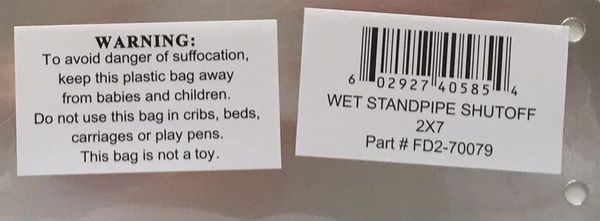 WARNING:
To avoid danger of suffocation,
keep this plastic bag away
from babies and children.
Do not use this bag in cribs, beds,
carriages or play pens.
This bag is not a toy.
6 02927 40585 4
WET STANDPIPE SHUTOFF
2X7
Part # FD2-70079